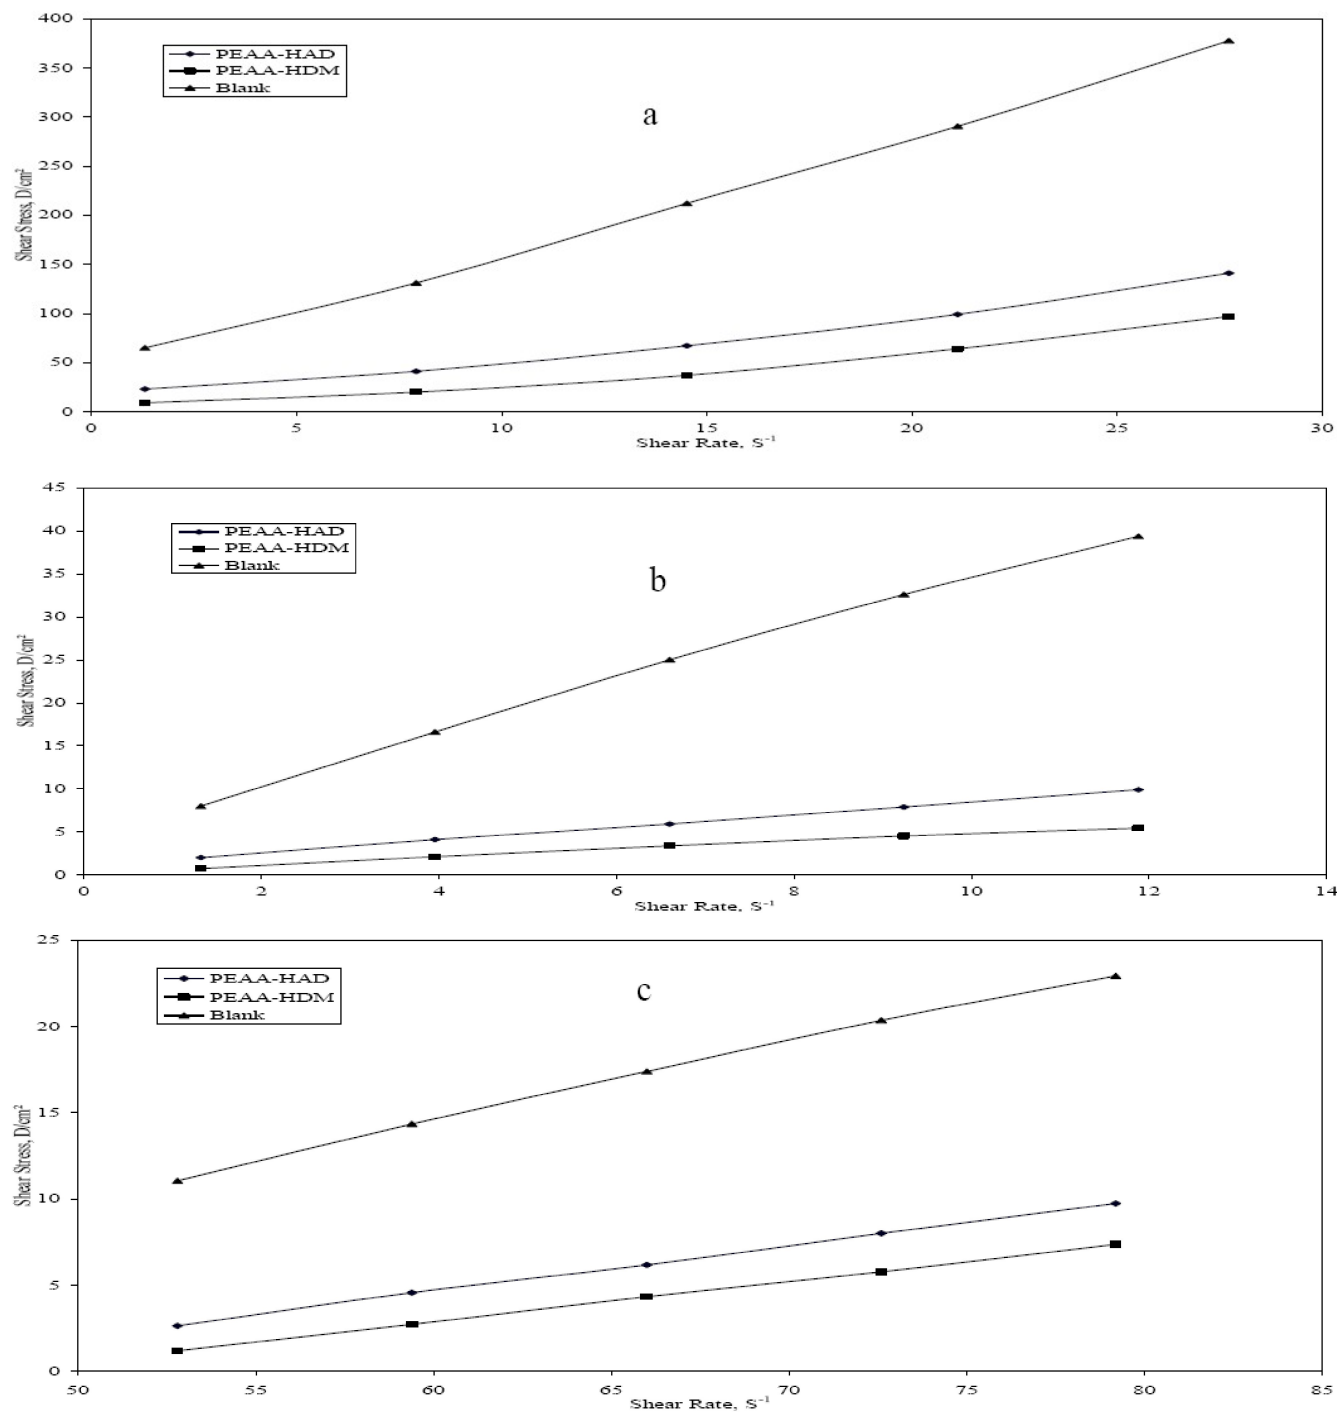 400
350
300
250
200
150
100
50
0
Shear Stress, D/cm²
PEAA-HAD
PEAA-HDM
Blank
a
0 5 10 15 20 25 30
Shear Rate, S⁻¹
45
40
35
30
25
20
15
10
5
0
Shear Stress, D/cm²
PEAA-HAD
PEAA-HDM
Blank
b
0 2 4 6 8 10 12 14
Shear Rate, S⁻¹
25
20
15
10
5
0
Shear Stress, D/cm²
PEAA-HAD
PEAA-HDM
Blank
c
50 55 60 65 70 75 80 85
Shear Rate, S⁻¹